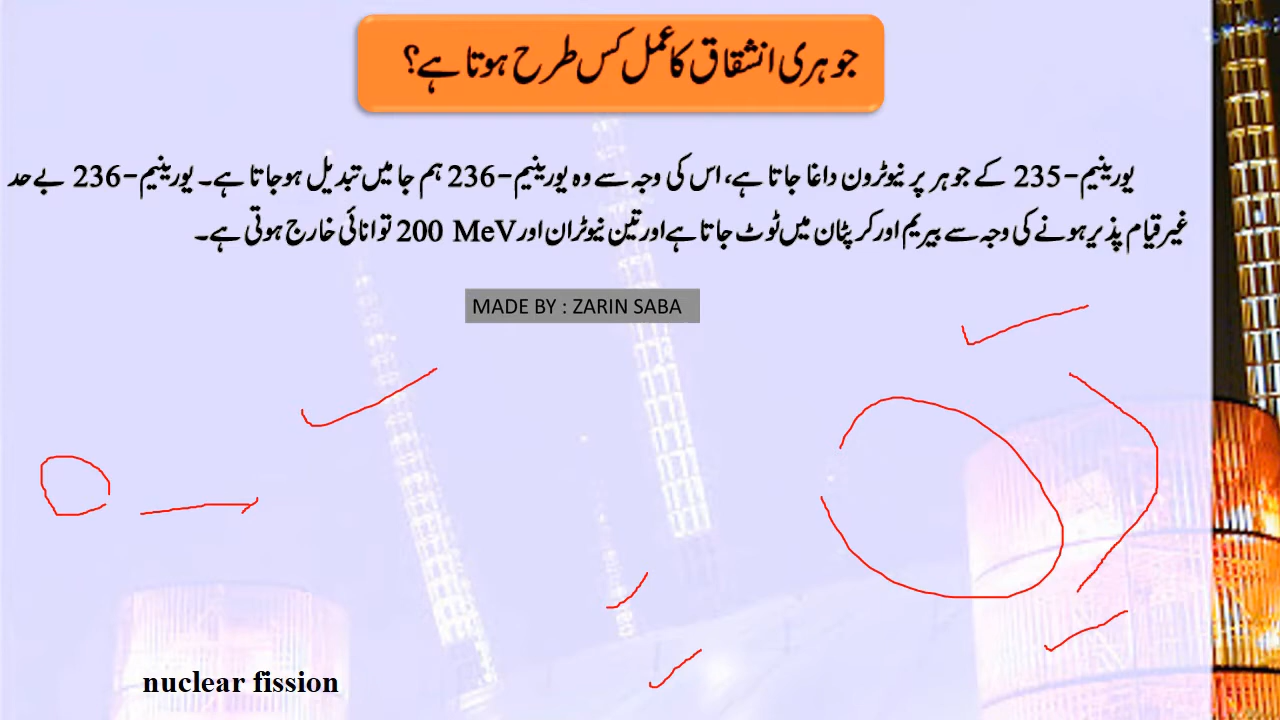 جوہری انشقاق کا عمل کس طرح ہوتا ہے؟
یورینیم-235 کے جوہر پر نیوٹرون داغا جاتا ہے، اس کی وجہ سے وہ یورینیم-236 ہم جا میں تبدیل ہوجاتا ہے۔ یورینیم-236 بے حد
غیر قیام پذیر ہونے کی وجہ سے بیریم اور کرپٹان میں ٹوٹ جاتا ہے اور تین نیوٹران اور 200 MeV توانائی خارج ہوتی ہے۔
MADE BY : ZARIN SABA
nuclear fission